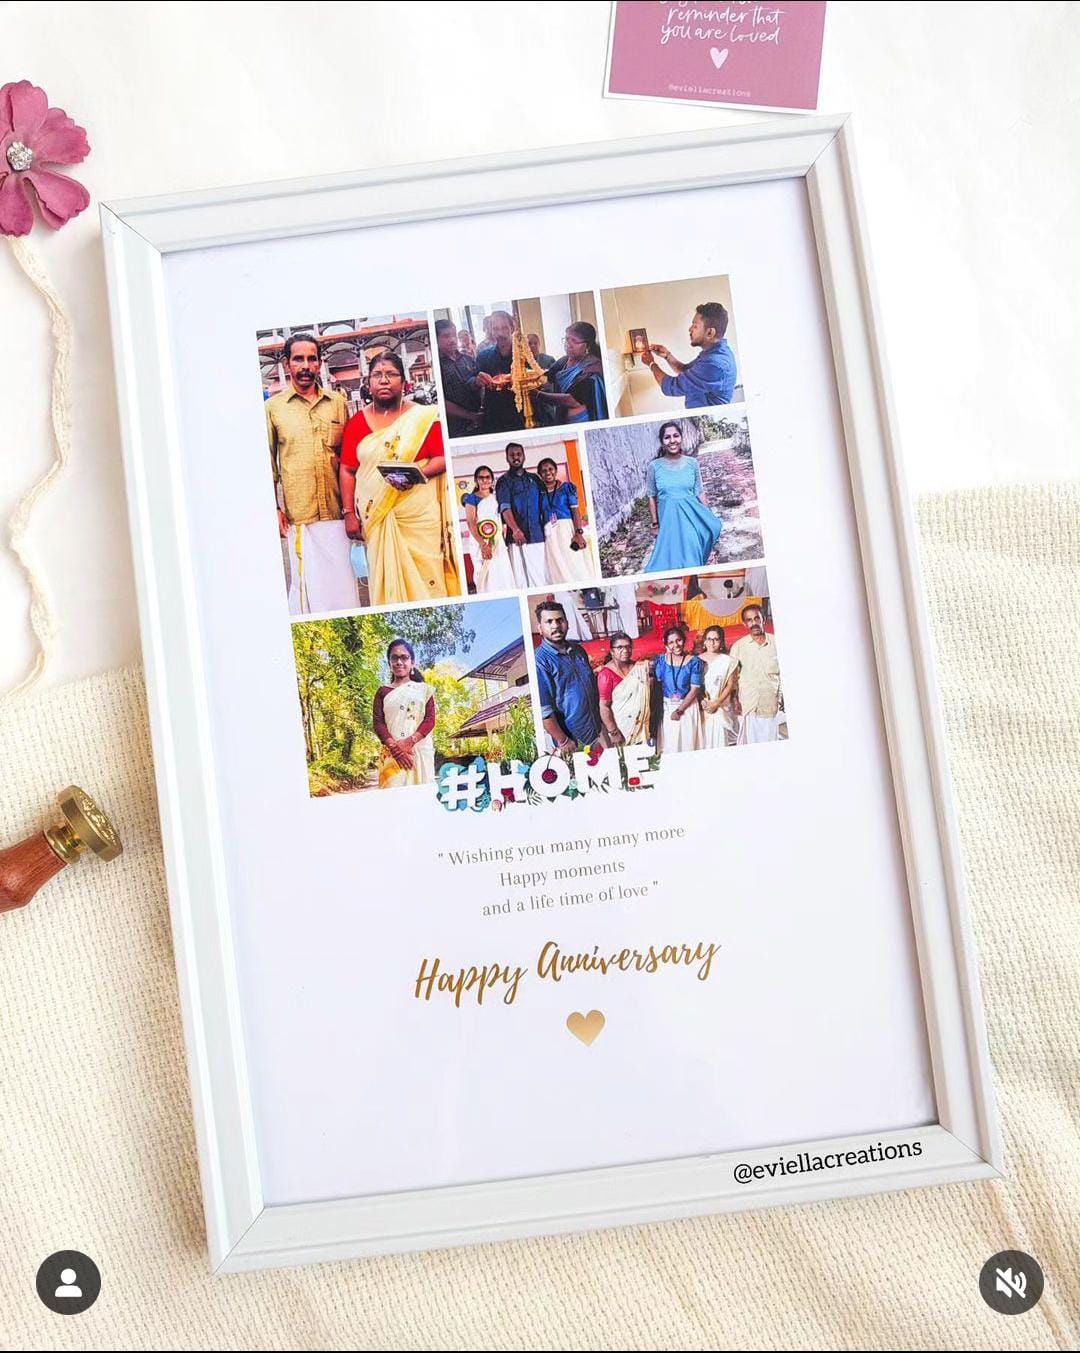 reminder that
you are loved
@eviellacreations
#HOME
" Wishing you many many more
Happy moments
and a life time of love "
Happy Anniversary
@eviellacreations